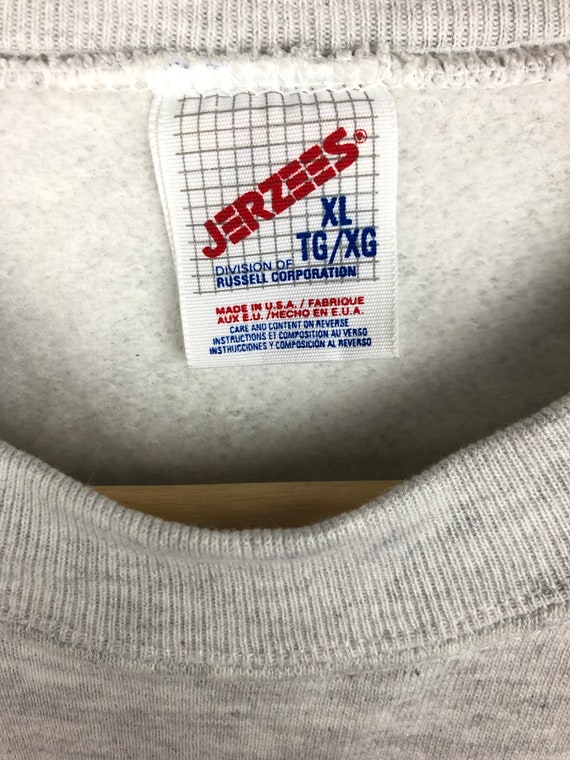 JERZEES®
XL
TG/XG
DIVISION OF
RUSSELL CORPORATION
MADE IN U.S.A. / FABRIQUE
AUX E.U. /HECHO EN E.U.A.
CARE AND CONTENT ON REVERSE
INSTRUCTIONS ET COMPOSITION AU VERSO
INSTRUCCIONES Y COMPOSICIÓN AL REVERSO